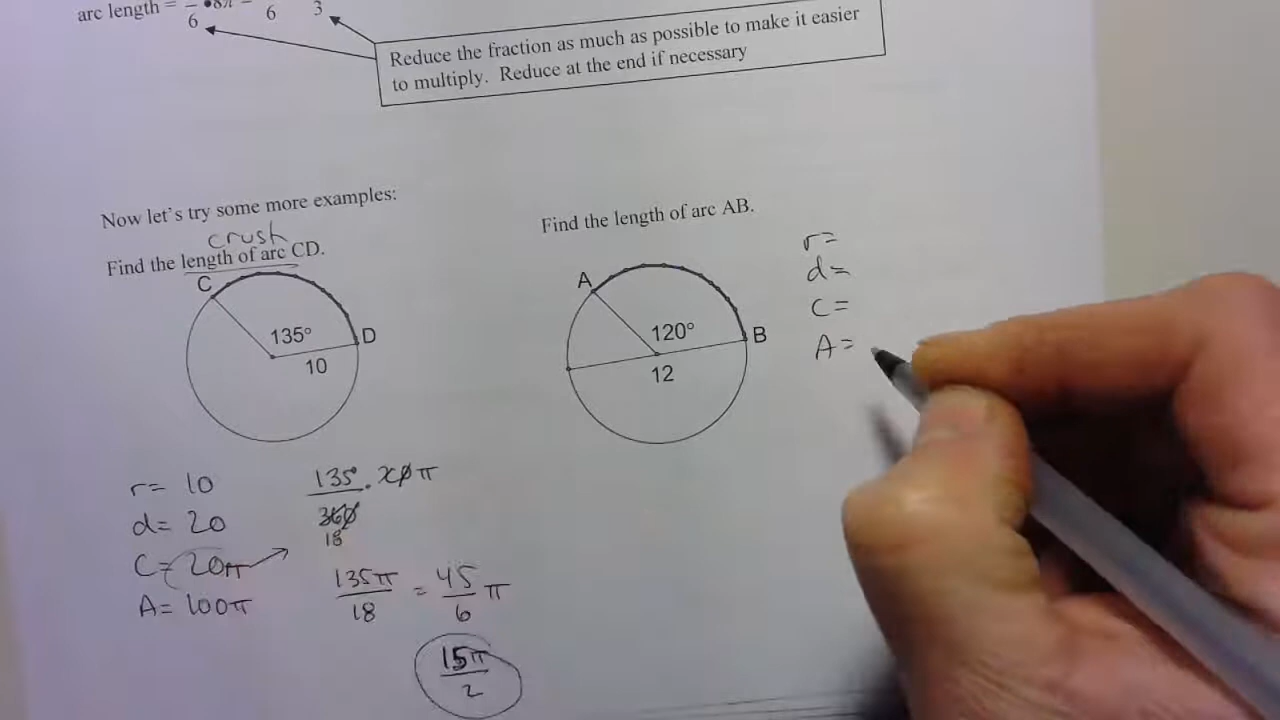 arc length = — •8π =
6 6 3
Reduce the fraction as much as possible to make it easier
to multiply. Reduce at the end if necessary
Now let's try some more examples:
crush
Find the length of arc CD.
C
135°
D
10
r= 10
d= 20
C= 20π
A= 100π
135° . 20π
360
18
135π = 45 π
18 6
15π
2
Find the length of arc AB.
A
120°
B
12
r=
d=
C=
A=